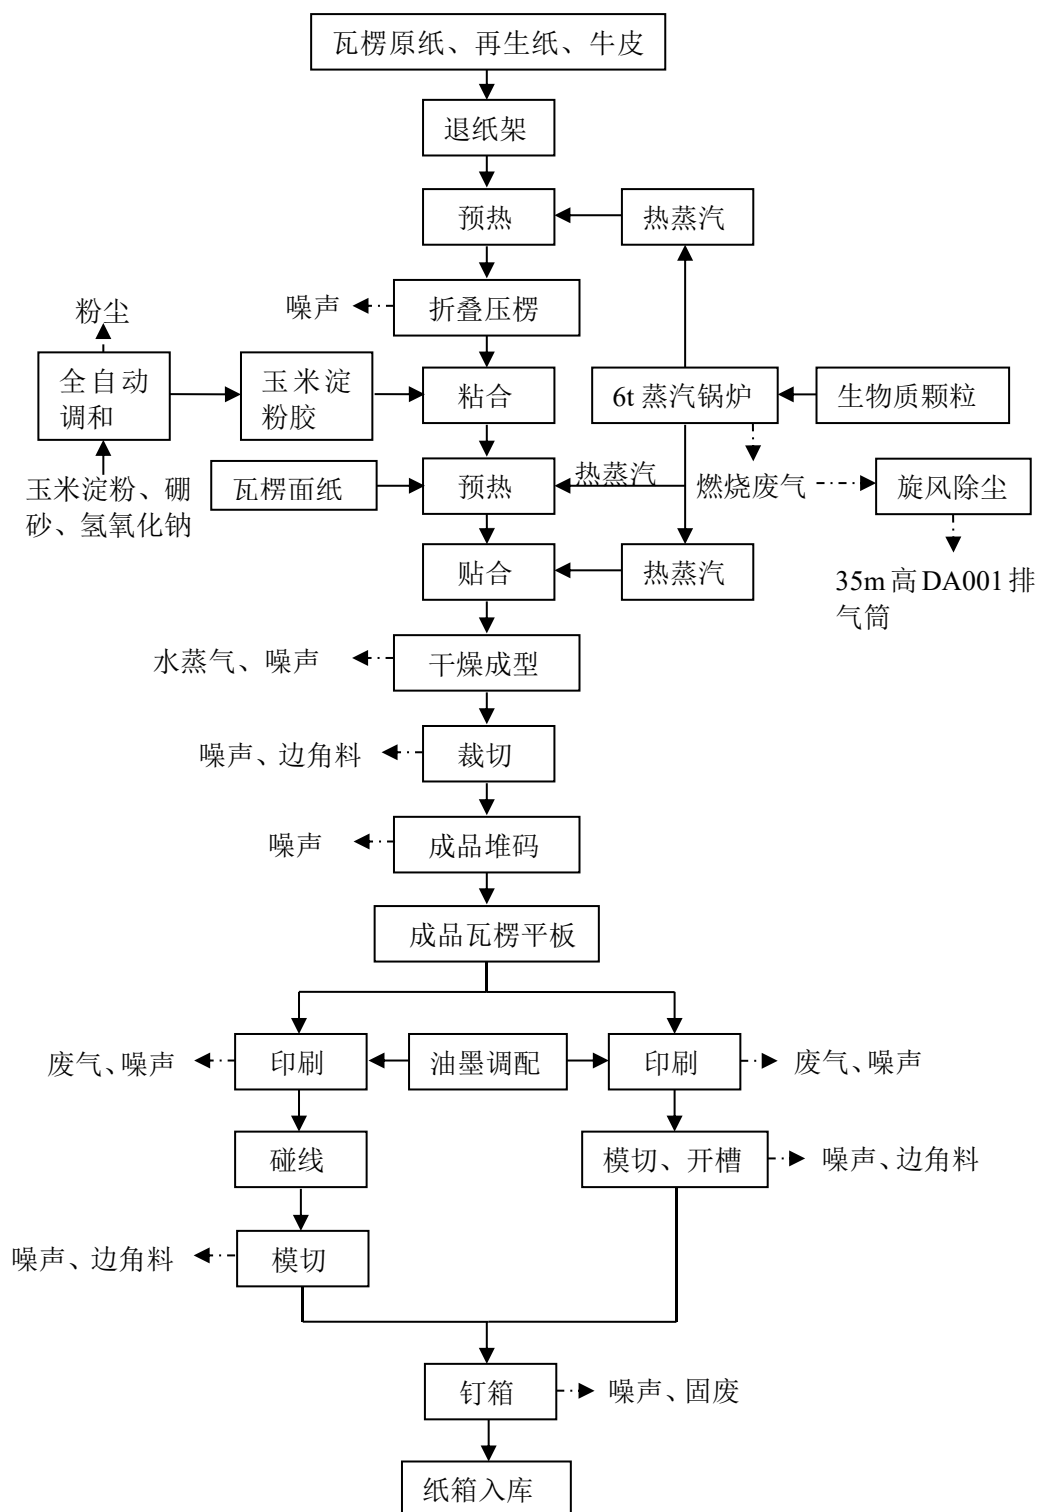 瓦楞原纸、再生纸、牛皮
退纸架
预热
热蒸汽
噪声
折叠压楞
粉尘
全自动
调和
玉米淀
粉胶
粘合
6t 蒸汽锅炉
生物质颗粒
玉米淀粉、硼
砂、氢氧化钠
瓦楞面纸
预热
热蒸汽
燃烧废气
旋风除尘
贴合
热蒸汽
35m 高 DA001 排
气筒
水蒸气、噪声
干燥成型
噪声、边角料
裁切
噪声
成品堆码
成品瓦楞平板
废气、噪声
印刷
油墨调配
印刷
废气、噪声
碰线
模切、开槽
噪声、边角料
噪声、边角料
模切
钉箱
噪声、固废
纸箱入库